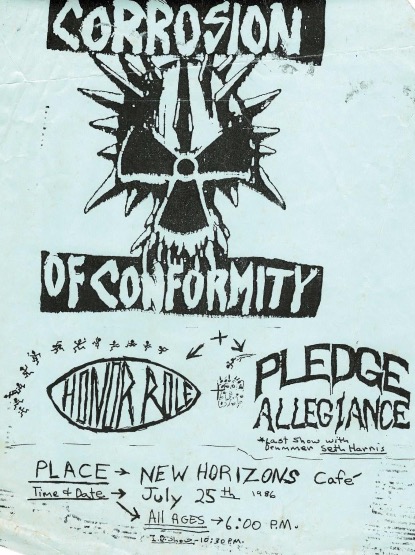 CORROSION
OF CONFORMITY
+
HONOR ROLE
PLEDGE
ALLEGIANCE
*Last Show with
Drummer Seth Harris
PLACE → NEW HORIZONS Café
Time & Date → July 25th 1986
→ All AGES → 6:00 P.M.
I.D. Show - 10:30 P.M.